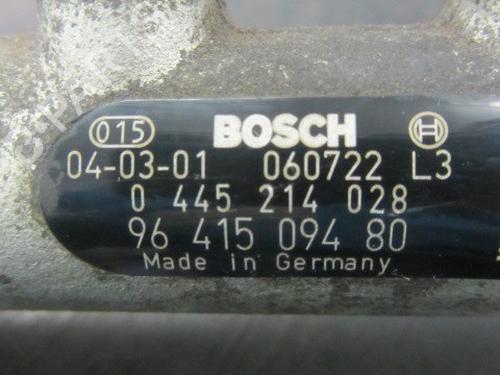 015 BOSCH
04-03-01 060722 L3
0 445 214 028
96 415 094 80
Made in Germany